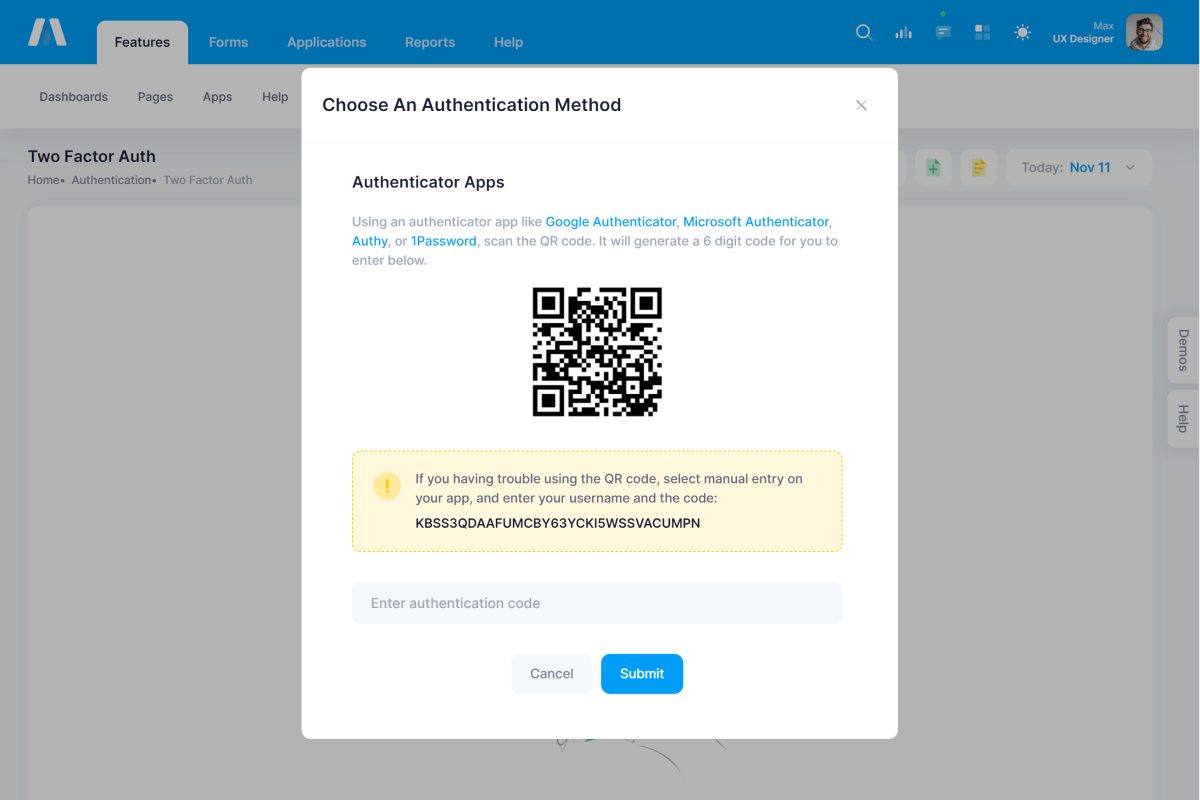 Features
Forms
Applications
Reports
Help
Max
UX Designer
Dashboards
Pages
Apps
Help
Choose An Authentication Method
Two Factor Auth
Home• Authentication• Two Factor Auth
Today: Nov 11
Authenticator Apps
Using an authenticator app like Google Authenticator, Microsoft Authenticator,
Authy, or 1Password, scan the QR code. It will generate a 6 digit code for you to
enter below.
Demos
Help
If you having trouble using the QR code, select manual entry on
your app, and enter your username and the code:
KBSS3QDAAFUMCBY63YCKI5WSSVACUMPN
Enter authentication code
Cancel
Submit